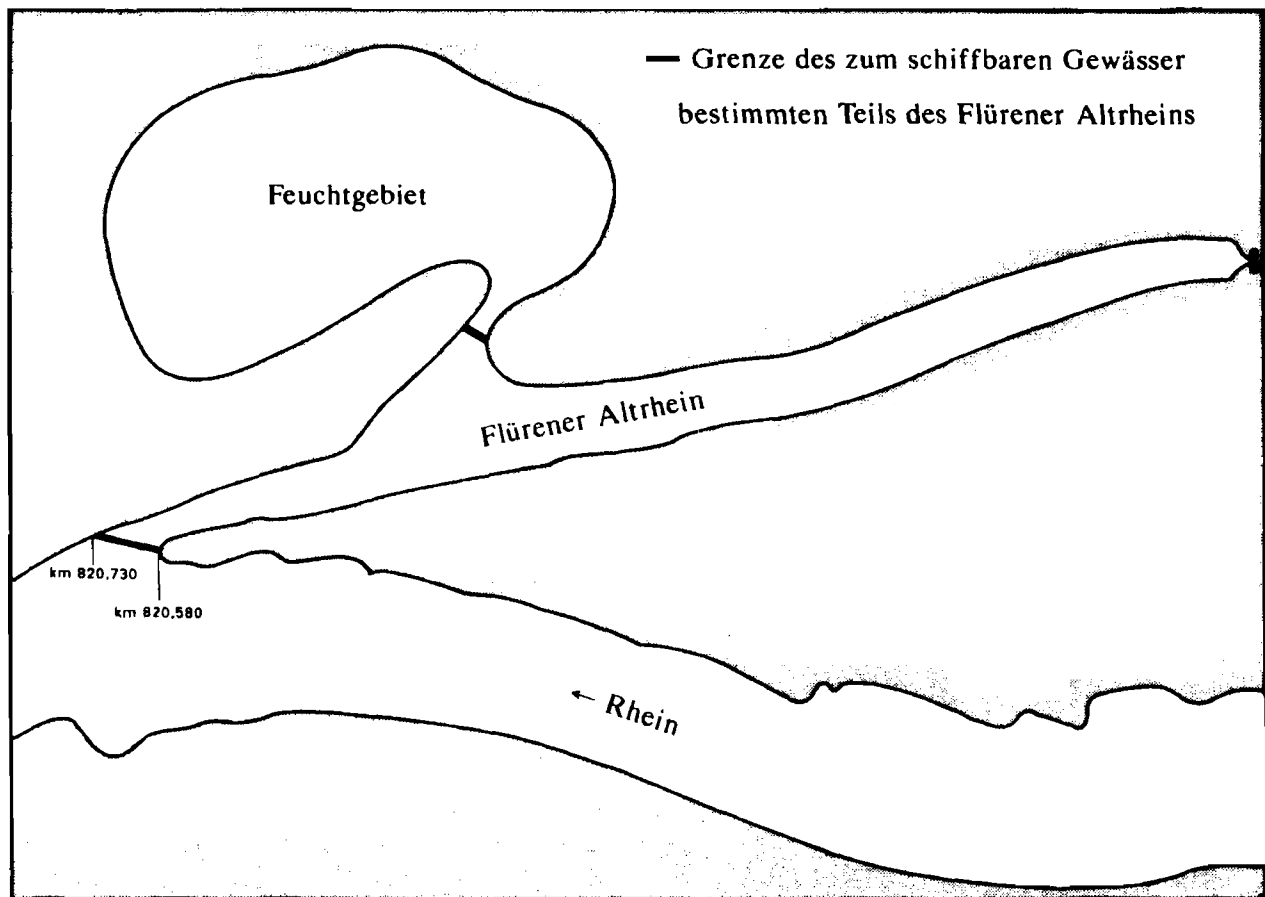 Grenze des zum schiffbaren Gewässer
bestimmten Teils des Flürener Altrheins
Feuchtgebiet
Flürener Altrhein
km 820,730
km 820,580
← Rhein